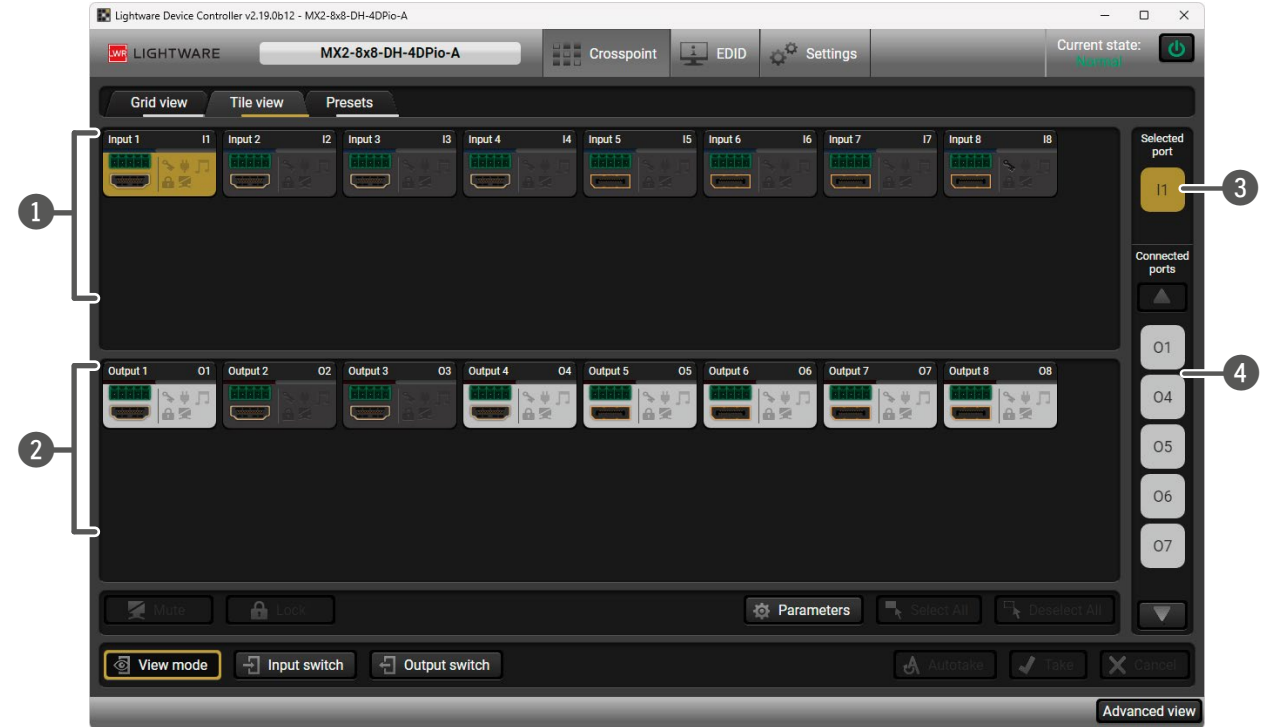 Lightware Device Controller v2.19.0b12 - MX2-8x8-DH-4DPio-A
LWR LIGHTWARE
MX2-8x8-DH-4DPio-A
Crosspoint
EDID
Settings
Current state:
Normal
Grid view
Tile view
Presets
Input 1 I1
Input 2 I2
Input 3 I3
Input 4 I4
Input 5 I5
Input 6 I6
Input 7 I7
Input 8 I8
Selected
port
I1
1
3
Connected
ports
Output 1 O1
Output 2 O2
Output 3 O3
Output 4 O4
Output 5 O5
Output 6 O6
Output 7 O7
Output 8 O8
O1
O4
O5
O6
O7
2
4
Mute
Lock
Parameters
Select All
Deselect All
View mode
Input switch
Output switch
Autotake
Take
Cancel
Advanced view